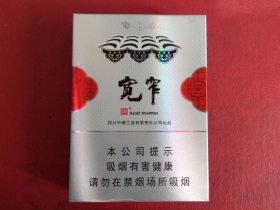 宽窄
KUANZHAI
四川中烟工业有限责任公司出品
本公司提示
吸烟有害健康
请勿在禁烟场所吸烟